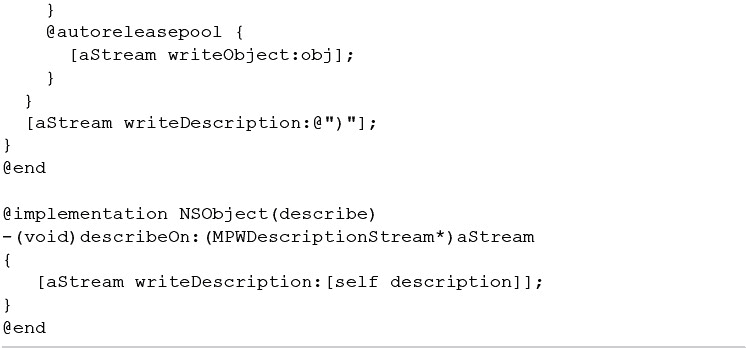 }
    @autoreleasepool {
      [aStream writeObject:obj];
    }
  }
  [aStream writeDescription:@")"];
}
@end

@implementation NSObject(describe)
-(void)describeOn:(MPWDescriptionStream*)aStream
{
   [aStream writeDescription:[self description]];
}
@end